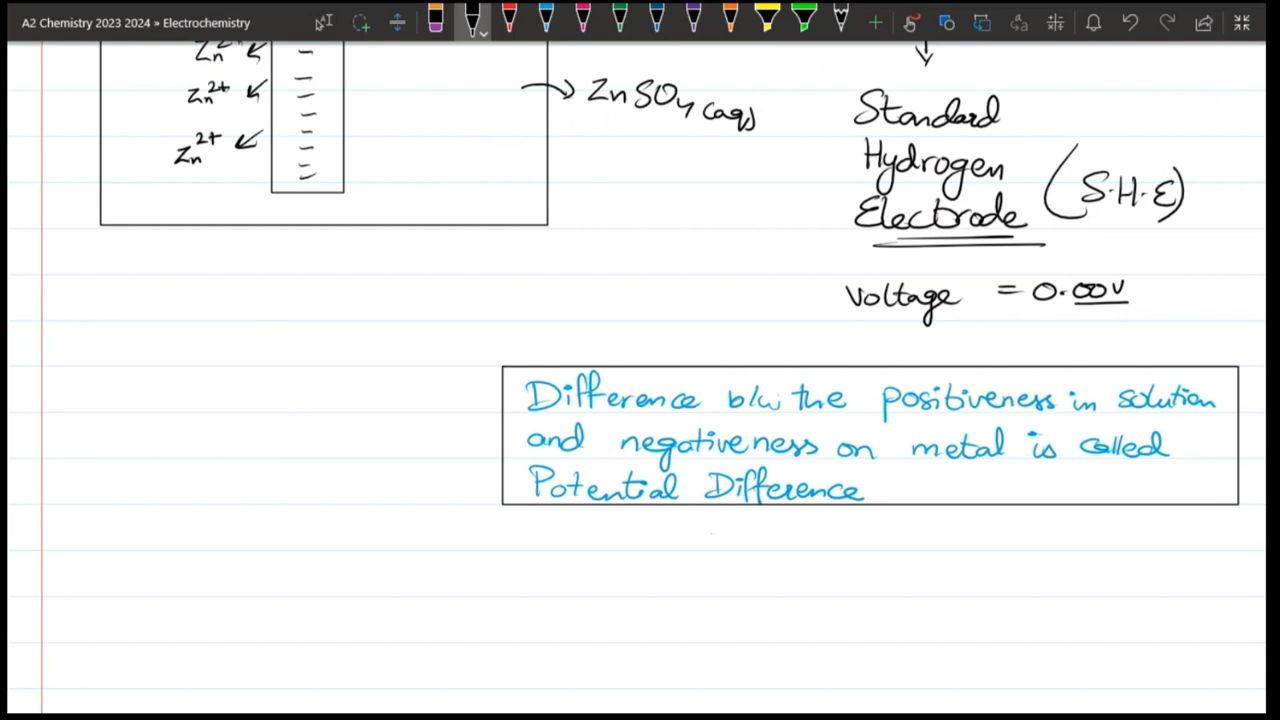 A2 Chemistry 2023 2024 » Electrochemistry
Zn2+
Zn2+
Zn2+
ZnSO4 (aq)
Standard
Hydrogen
Electrode
(S.H.E)
Voltage = 0.00V
Difference b/w the positiveness in solution
and negativeness on metal is called
Potential Difference